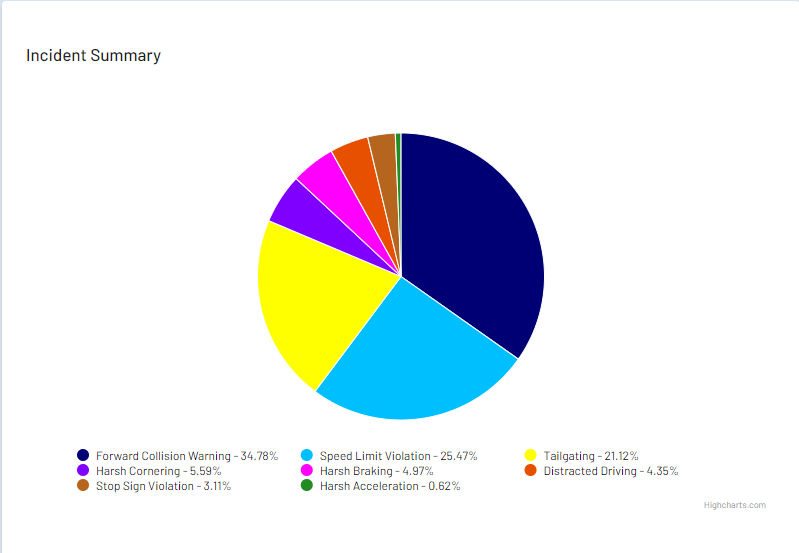 Incident Summary
Forward Collision Warning - 34.78% Speed Limit Violation - 25.47% Tailgating - 21.12%
Harsh Cornering - 5.59% Harsh Braking - 4.97% Distracted Driving - 4.35%
Stop Sign Violation - 3.11% Harsh Acceleration - 0.62%
Highcharts.com